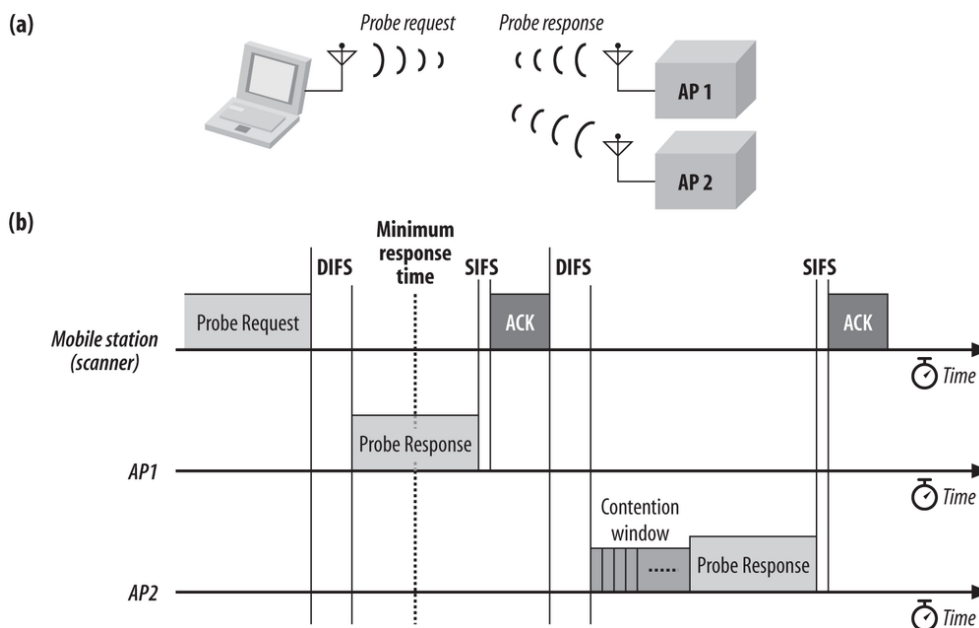 (a)
Probe request
Probe response
AP 1
AP 2
(b)
Minimum
response
time
DIFS
SIFS
DIFS
SIFS
Probe Request
ACK
ACK
Mobile station
(scanner)
Time
Probe Response
AP1
Time
Contention
window
.....
Probe Response
AP2
Time